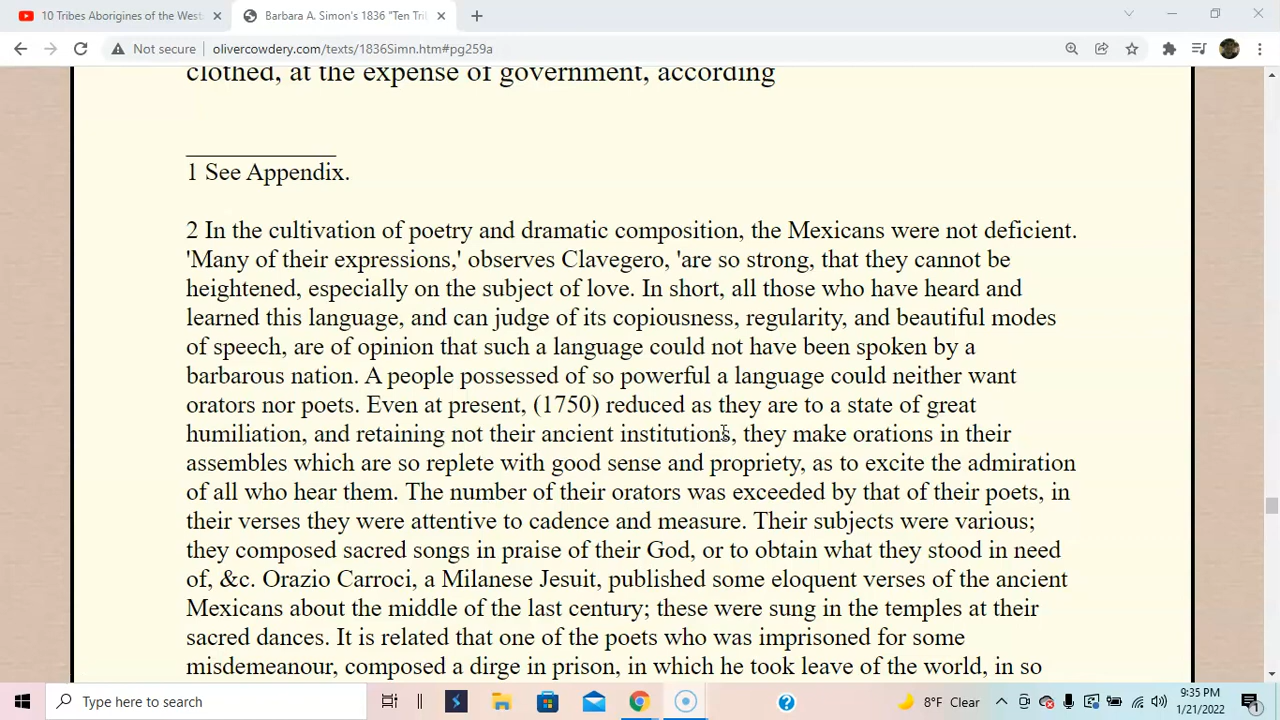 10 Tribes Aborigines of the West
Barbara A. Simon's 1836 "Ten Tri
Not secure
olivercowdery.com/texts/1836Simn.htm#pg259a
clothed, at the expense of government, according
1 See Appendix.
2 In the cultivation of poetry and dramatic composition, the Mexicans were not deficient.
'Many of their expressions,' observes Clavegero, 'are so strong, that they cannot be
heightened, especially on the subject of love. In short, all those who have heard and
learned this language, and can judge of its copiousness, regularity, and beautiful modes
of speech, are of opinion that such a language could not have been spoken by a
barbarous nation. A people possessed of so powerful a language could neither want
orators nor poets. Even at present, (1750) reduced as they are to a state of great
humiliation, and retaining not their ancient institutions, they make orations in their
assembles which are so replete with good sense and propriety, as to excite the admiration
of all who hear them. The number of their orators was exceeded by that of their poets, in
their verses they were attentive to cadence and measure. Their subjects were various;
they composed sacred songs in praise of their God, or to obtain what they stood in need
of, &c. Orazio Carroci, a Milanese Jesuit, published some eloquent verses of the ancient
Mexicans about the middle of the last century; these were sung in the temples at their
sacred dances. It is related that one of the poets who was imprisoned for some
misdemeanour, composed a dirge in prison, in which he took leave of the world, in so
Type here to search
8°F Clear
9:35 PM
1/21/2022